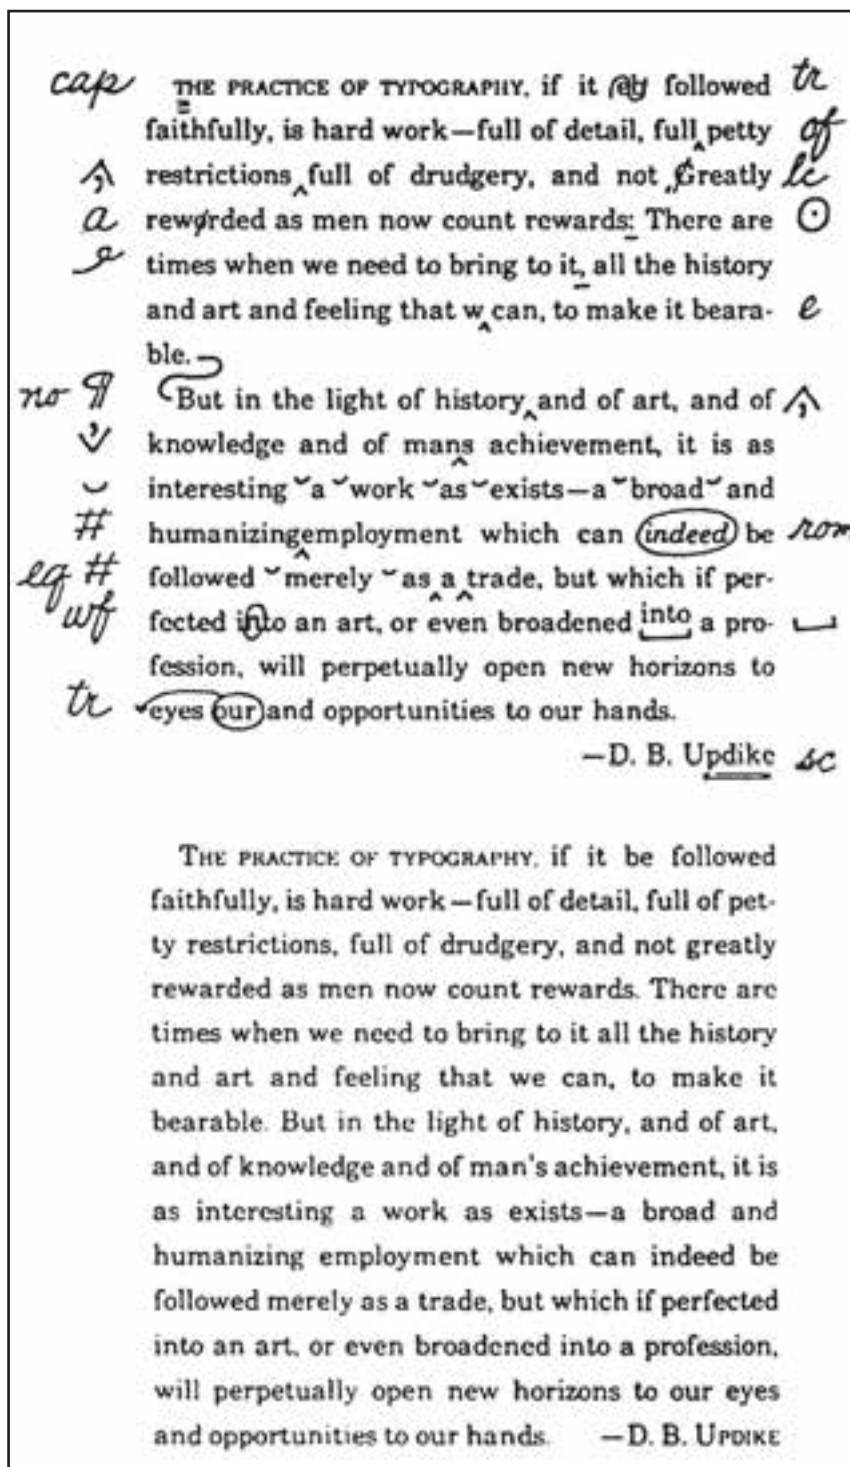 cap THE PRACTICE OF TYPOGRAPHY, if it eb followed tr
faithfully, is hard work—full of detail, full petty of
restrictions full of drudgery, and not Greatly lc
a rewerded as men now count rewards: There are ⊙
times when we need to bring to it, all the history
and art and feeling that w can, to make it beara- e
ble.
no ¶ But in the light of history and of art, and of ,
knowledge and of mans achievement, it is as
interesting a work as exists—a broad and
# humanizingemployment which can indeed be rom
eq # followed merely as a trade, but which if per-
wf fected into an art, or even broadened into a pro-
fession, will perpetually open new horizons to
tr eyes our and opportunities to our hands.
—D. B. Updike sc
THE PRACTICE OF TYPOGRAPHY, if it be followed
faithfully, is hard work—full of detail, full of pet-
ty restrictions, full of drudgery, and not greatly
rewarded as men now count rewards. There are
times when we need to bring to it all the history
and art and feeling that we can, to make it
bearable. But in the light of history, and of art,
and of knowledge and of man's achievement, it is
as interesting a work as exists—a broad and
humanizing employment which can indeed be
followed merely as a trade, but which if perfected
into an art, or even broadened into a profession,
will perpetually open new horizons to our eyes
and opportunities to our hands. —D. B. UPDIKE